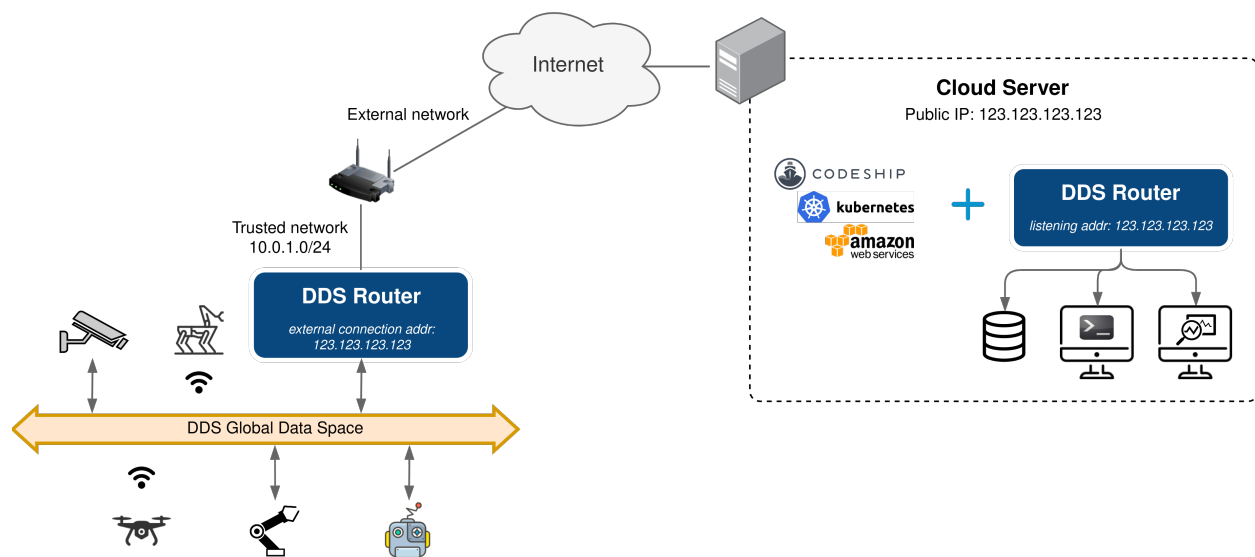 Internet
External network
Cloud Server
Public IP: 123.123.123.123
CODESHIP
kubernetes
amazon
web services
DDS Router
listening addr: 123.123.123.123
Trusted network
10.0.1.0/24
DDS Router
external connection addr:
123.123.123.123
DDS Global Data Space